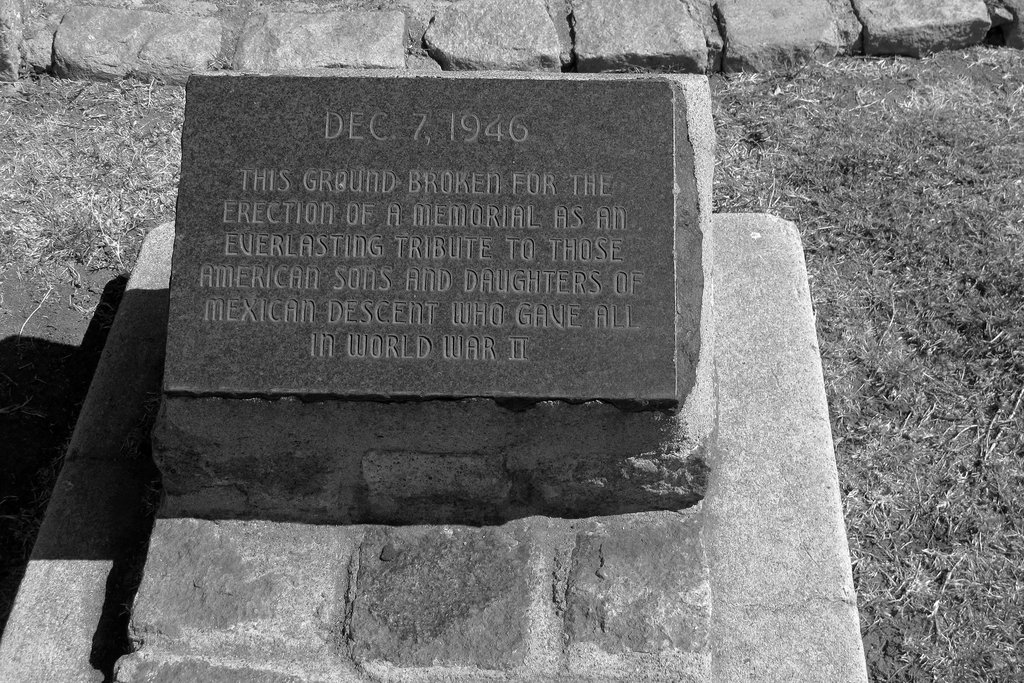 DEC. 7, 1946
THIS GROUND BROKEN FOR THE
ERECTION OF A MEMORIAL AS AN
EVERLASTING TRIBUTE TO THOSE
AMERICAN SONS AND DAUGHTERS OF
MEXICAN DESCENT WHO GAVE ALL
IN WORLD WAR II